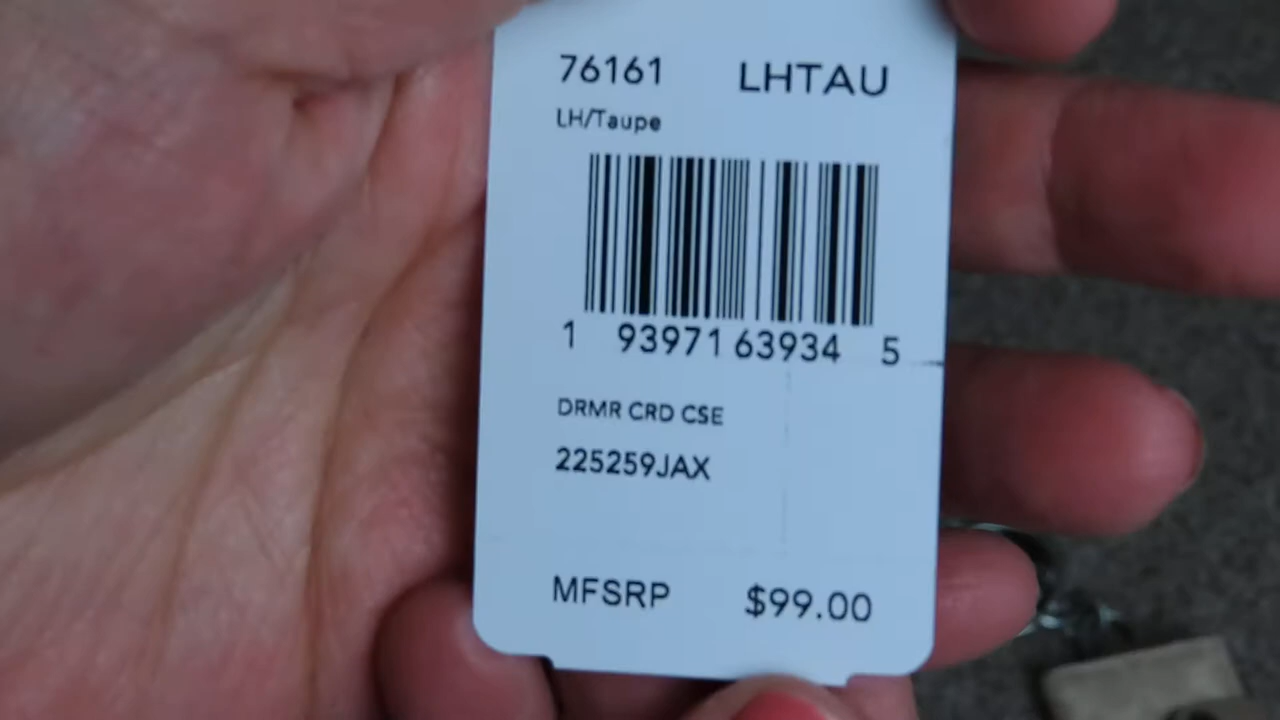 76161 LHTAU
LH/Taupe
1 93971 63934 5
DRMR CRD CSE
225259JAX
MFSRP $99.00